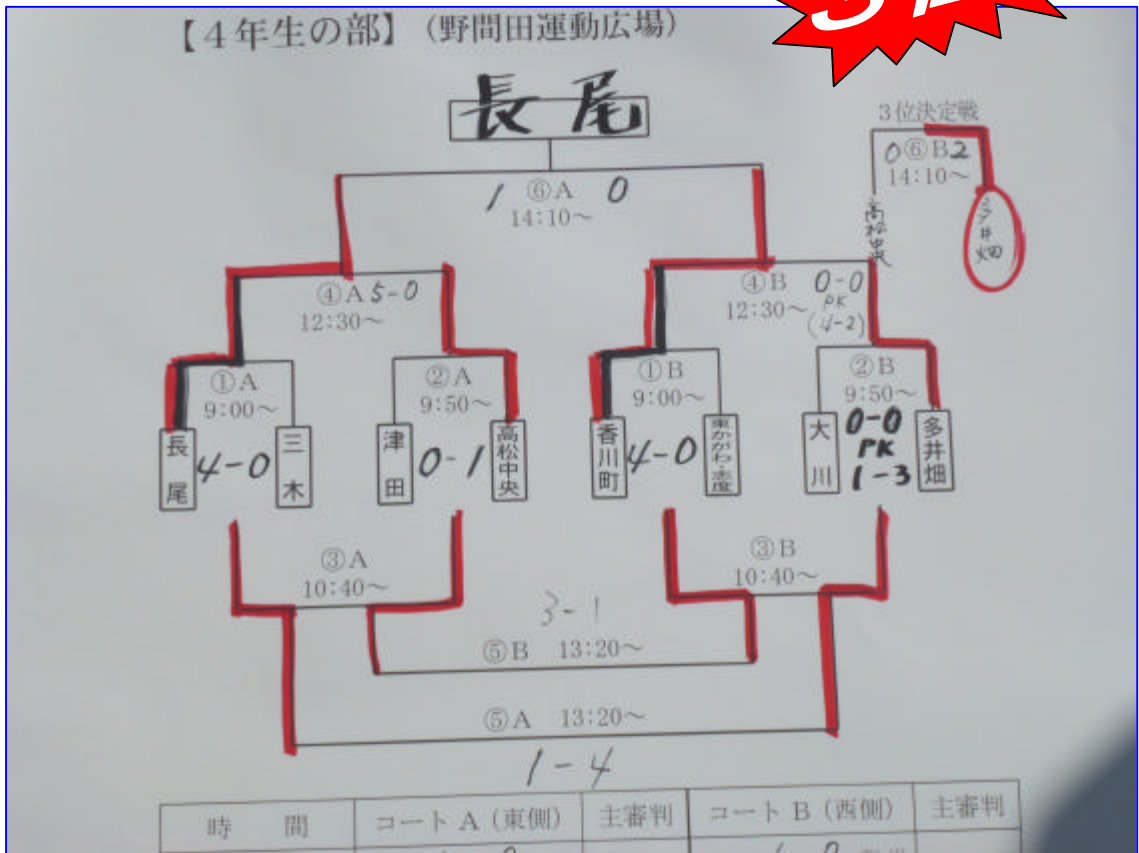 【4年生の部】(野間田運動広場)
長尾
3位決定戦
0 ⑥B 2
14:10〜
高松中央
多井畑
1 ⑥A 0
14:10〜
④A 5-0
12:30〜
④B 0-0
12:30〜 PK
(4-2)
①A
9:00〜
②A
9:50〜
①B
9:00〜
②B
9:50〜
長尾 4-0 三木
津田 0-1 高松中央
香川町 4-0 東かがわ・志度
大川 0-0 PK 1-3 多井畑
③A
10:40〜
③B
10:40〜
3-1
⑤B 13:20〜
⑤A 13:20〜
1-4
時 間 コートA(東側) 主審判 コートB(西側) 主審判